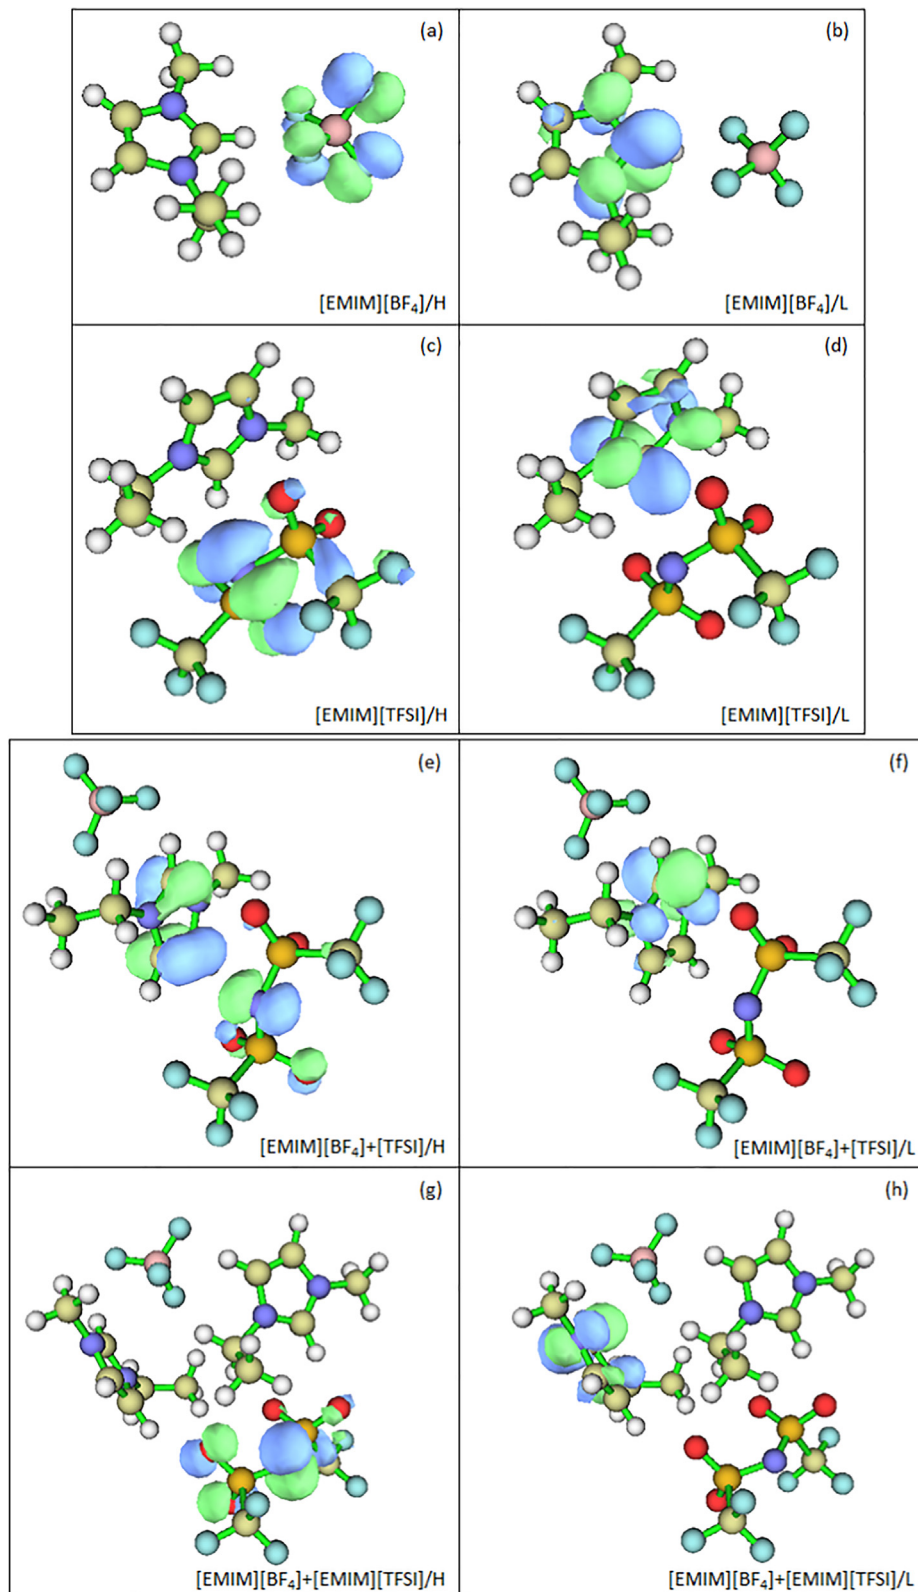 (a)
[EMIM][BF₄]/H
(b)
[EMIM][BF₄]/L
(c)
[EMIM][TFSI]/H
(d)
[EMIM][TFSI]/L
(e)
[EMIM][BF₄]+[TFSI]/H
(f)
[EMIM][BF₄]+[TFSI]/L
(g)
[EMIM][BF₄]+[EMIM][TFSI]/H
(h)
[EMIM][BF₄]+[EMIM][TFSI]/L